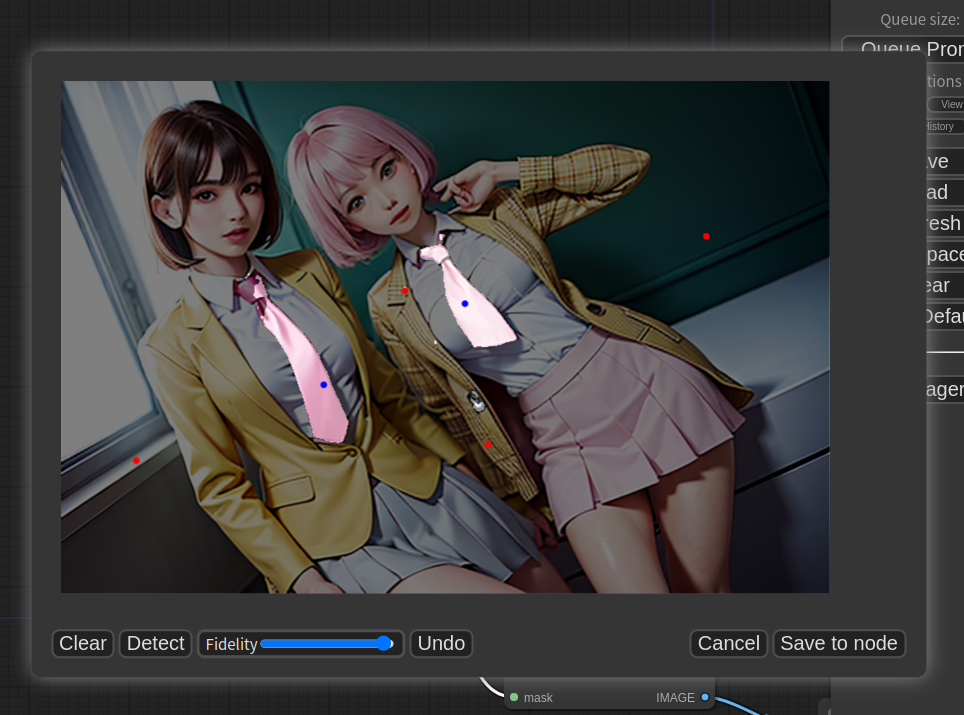 Queue size:
Queue Pron
tions
View
History
ve
ad
resh
pace
ear
Defau
ager
Clear
Detect
Fidelity
Undo
Cancel
Save to node
mask
IMAGE